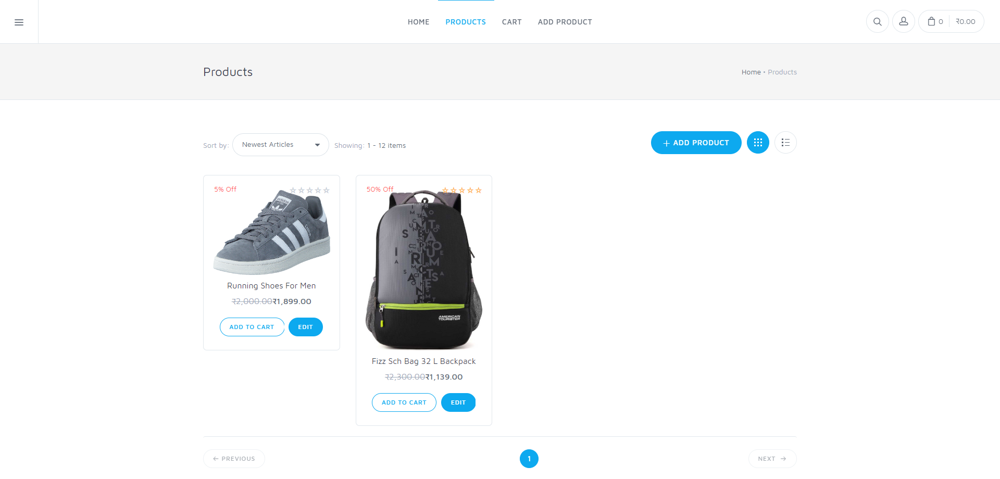 HOME PRODUCTS CART ADD PRODUCT
0 ₹0.00
Products
Home • Products
Sort by: Newest Articles Showing: 1 - 12 items
+ ADD PRODUCT
5% Off
adidas
Running Shoes For Men
₹2,000.00₹1,899.00
ADD TO CART EDIT
50% Off
AMERICAN
TOURISTER
Fizz Sch Bag 32 L Backpack
₹2,300.00₹1,139.00
ADD TO CART EDIT
← PREVIOUS 1 NEXT →